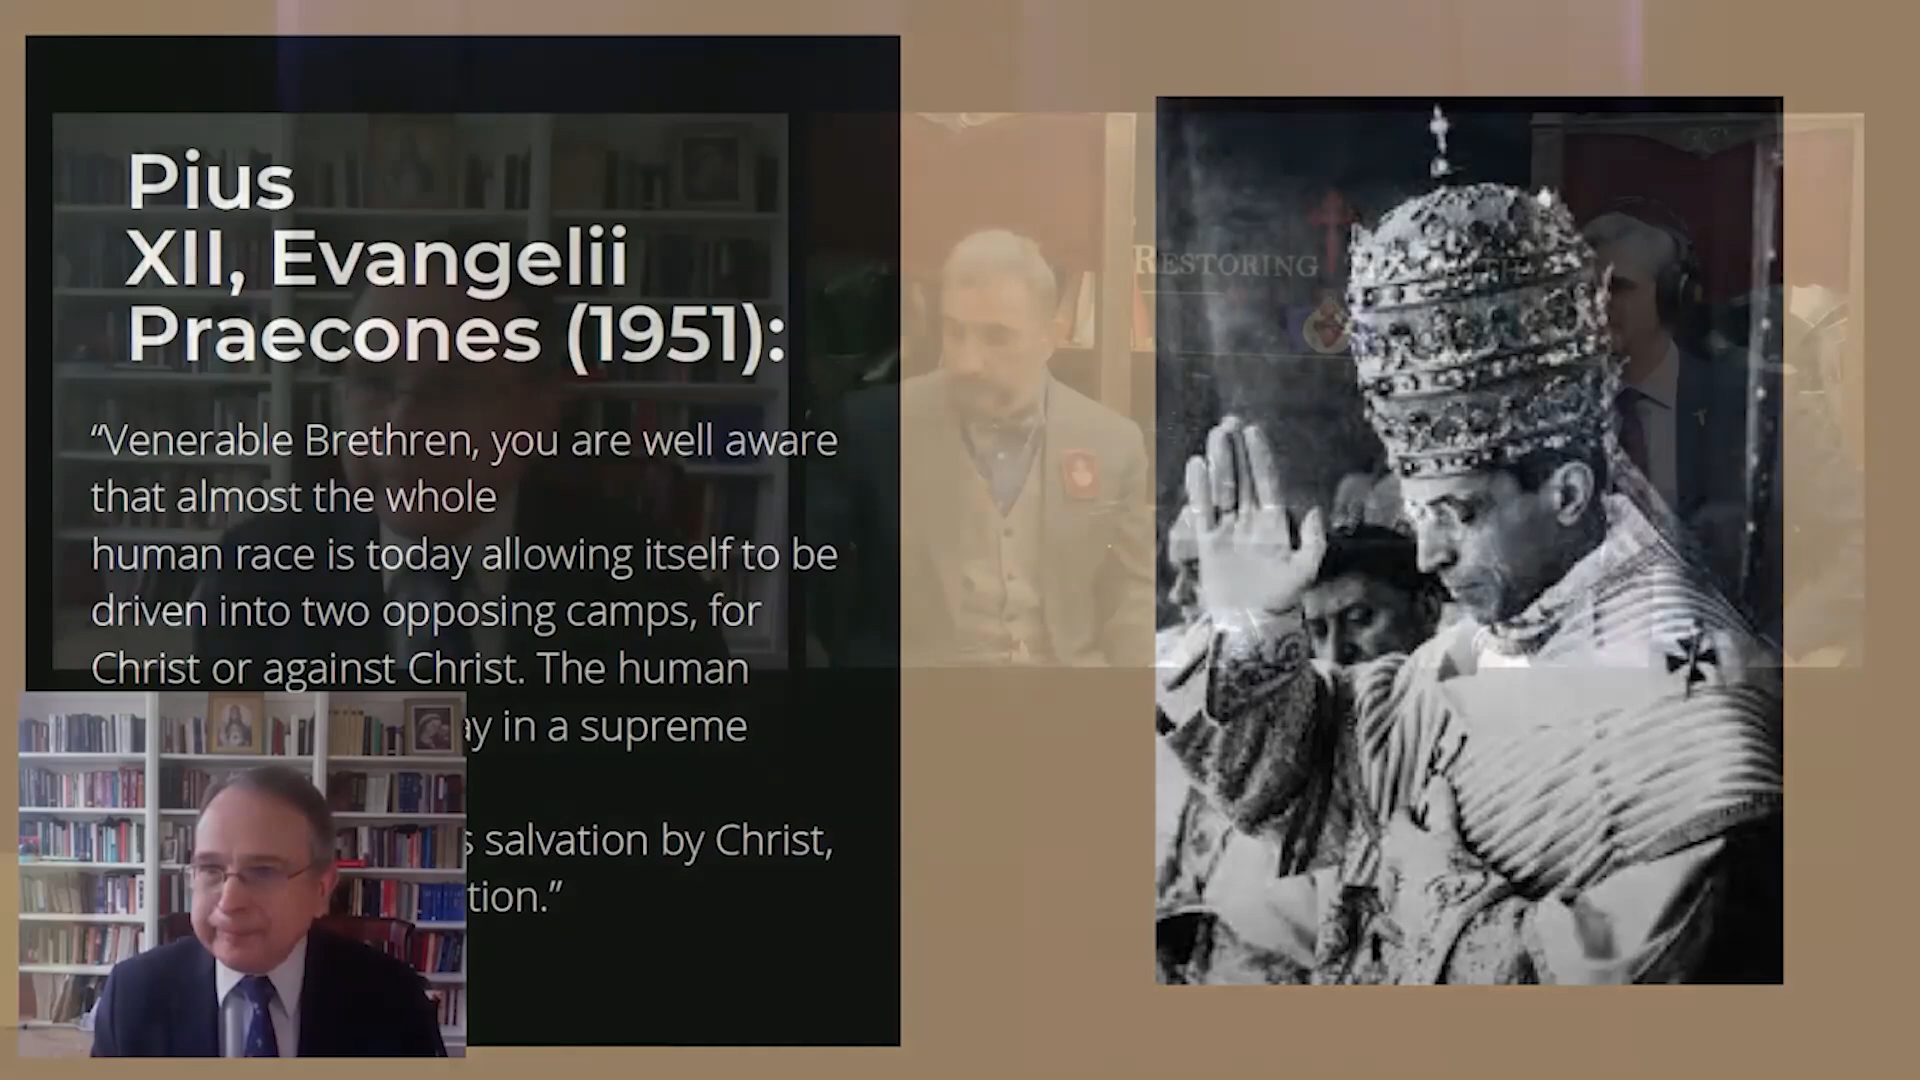 Pius
XII, Evangelii
Praecones (1951):
“Venerable Brethren, you are well aware
that almost the whole
human race is today allowing itself to be
driven into two opposing camps, for
Christ or against Christ. The human
in a supreme
salvation by Christ,
RESTORING